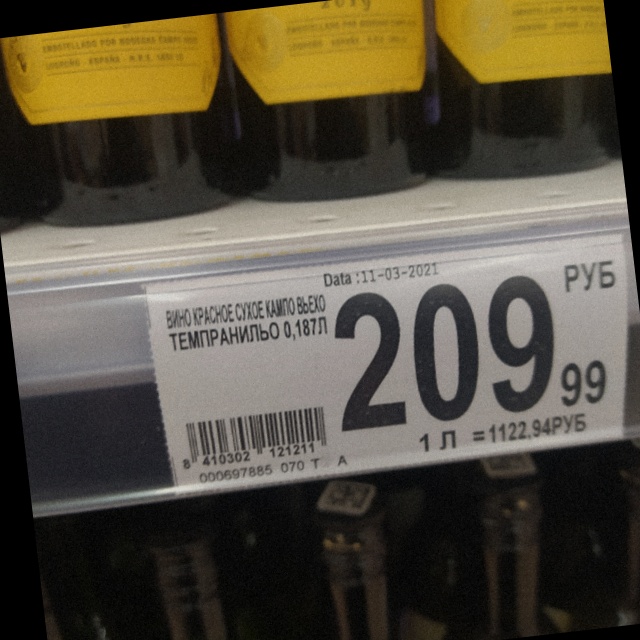 Data :11-03-2021
ВИНО КРАСНОЕ СУХОЕ КАМПО ВЬЕХО
ТЕМПРАНИЛЬО 0,187Л
209 99 РУБ
1 Л =1122.94РУБ
8 410302 121211
000697885 070 Т А